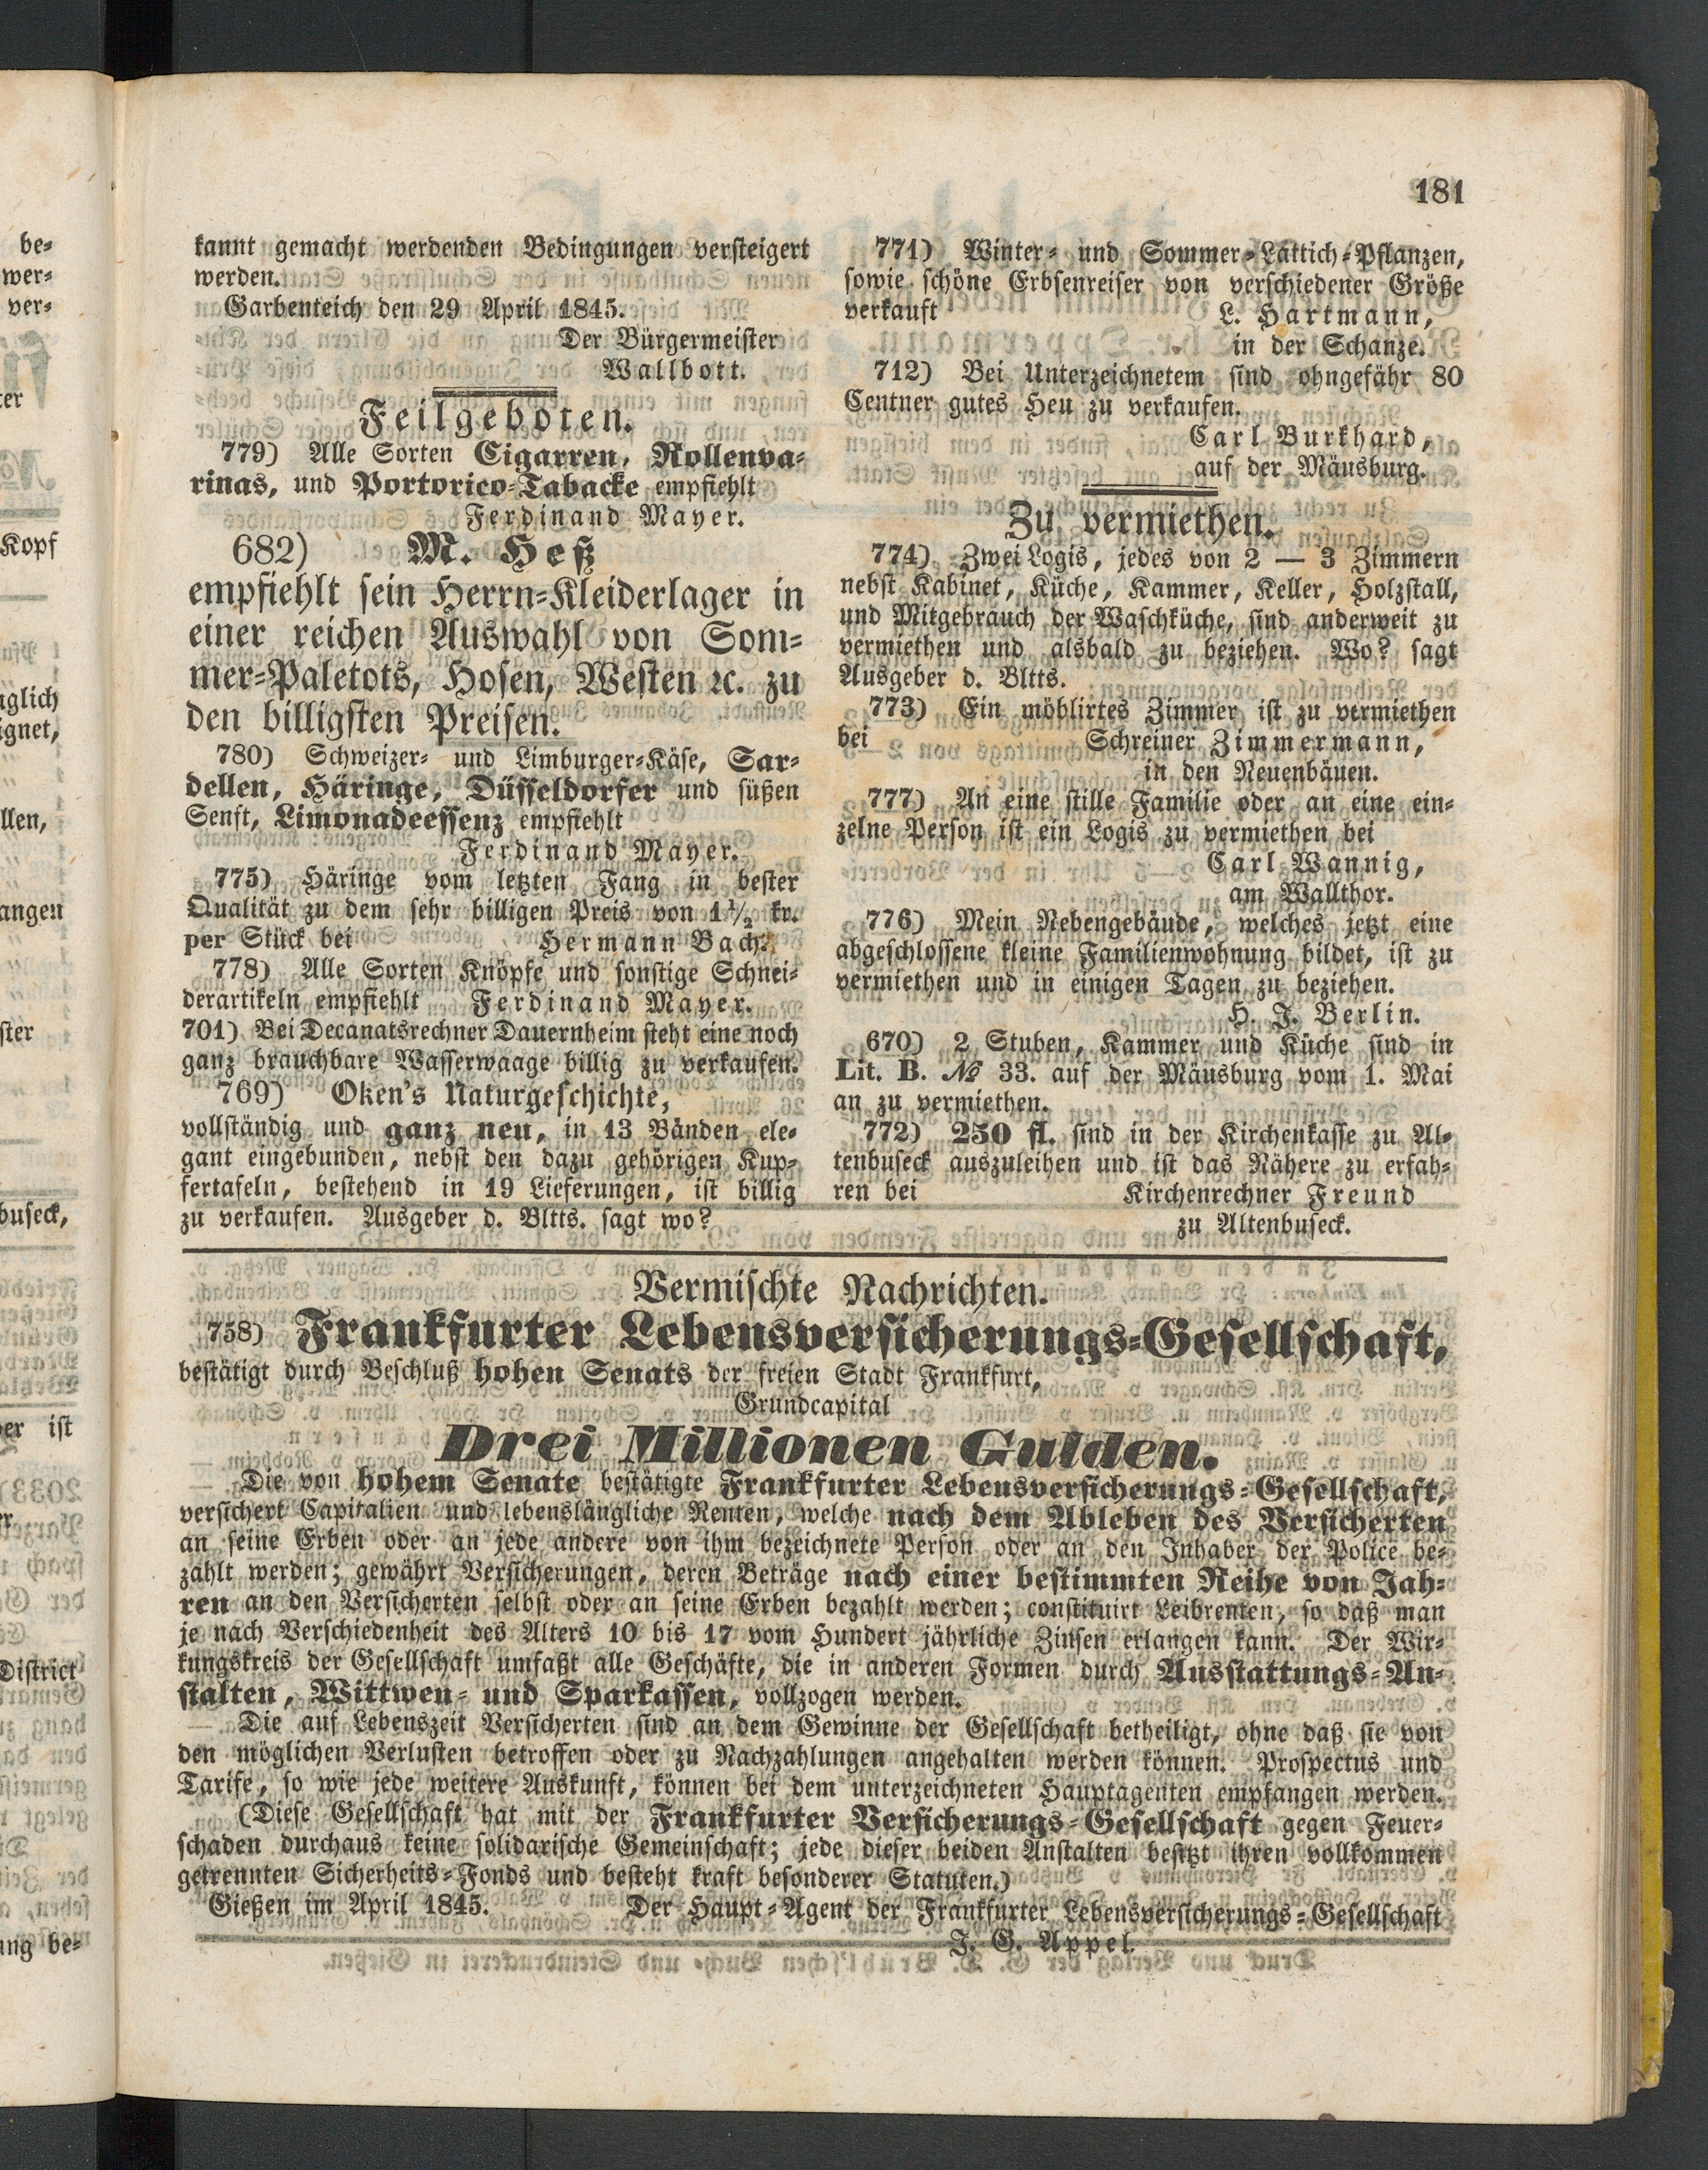 181
kannt gemacht werdenden Bedingungen versteigert
werden.
Garbenteich den 29 April 1845.
Der Bürgermeister
Wallbott.
Feilgeboten.
779) Alle Sorten Cigarren, Rollenva-
rinas, und Portorico-Tabacke empfiehlt
Ferdinand Mayer.
682) M. Heß
empfiehlt sein Herrn-Kleiderlager in
einer reichen Auswahl von Som-
mer-Paletots, Hosen, Westen ꝛc. zu
den billigsten Preisen.
780) Schweizer- und Limburger-Käse, Sar-
dellen, Häringe, Düsseldorfer und süßen
Senft, Limonadeessenz empfiehlt
Ferdinand Mayer.
775) Häringe vom letzten Fang in bester
Qualität zu dem sehr billigen Preis von 1½ kr.
per Stück bei Hermann Bach.
778) Alle Sorten Knöpfe und sonstige Schnei-
derartikeln empfiehlt Ferdinand Mayer.
701) Bei Decanatsrechner Dauernheim steht eine noch
ganz brauchbare Wasserwaage billig zu verkaufen.
769) Oken's Naturgeschichte,
vollständig und ganz neu, in 13 Bänden ele-
gant eingebunden, nebst den dazu gehörigen Kup-
fertafeln, bestehend in 19 Lieferungen, ist billig
zu verkaufen. Ausgeber d. Bltts. sagt wo?
771) Winter- und Sommer-Lattich-Pflanzen,
sowie schöne Erbsenreiser von verschiedener Größe
verkauft L. Hartmann,
in der Schanze.
712) Bei Unterzeichnetem sind ohngefähr 80
Centner gutes Heu zu verkaufen.
Carl Burkhard,
auf der Mäusburg.
Zu vermiethen.
774) Zwei Logis, jedes von 2 — 3 Zimmern
nebst Kabinet, Küche, Kammer, Keller, Holzstall,
und Mitgebrauch der Waschküche, sind anderweit zu
vermiethen und alsbald zu beziehen. Wo? sagt
Ausgeber d. Bltts.
773) Ein möblirtes Zimmer ist zu vermiethen
bei Schreiner Zimmermann,
in den Neuenbäuen.
777) An eine stille Familie oder an eine ein-
zelne Person ist ein Logis zu vermiethen bei
Carl Wannig,
am Wallthor.
776) Mein Nebengebäude, welches jetzt eine
abgeschlossene kleine Familienwohnung bildet, ist zu
vermiethen und in einigen Tagen zu beziehen.
H. J. Berlin.
670) 2 Stuben, Kammer und Küche sind in
Lit. B. № 33. auf der Mäusburg vom 1. Mai
an zu vermiethen.
772) 250 fl. sind in der Kirchenkasse zu Al-
tenbuseck auszuleihen und ist das Nähere zu erfah-
ren bei Kirchenrechner Freund
zu Altenbuseck.
Vermischte Nachrichten.
758) Frankfurter Lebensversicherungs-Gesellschaft,
bestätigt durch Beschluß hohen Senats der freien Stadt Frankfurt,
Grundcapital
Drei Millionen Gulden.
Die von hohem Senate bestätigte Frankfurter Lebensversicherungs-Gesellschaft,
versichert Capitalien und lebenslängliche Renten, welche nach dem Ableben des Versicherten
an seine Erben oder an jede andere von ihm bezeichnete Person oder an den Inhaber der Police be-
zahlt werden; gewährt Versicherungen, deren Beträge nach einer bestimmten Reihe von Jah-
ren an den Versicherten selbst oder an seine Erben bezahlt werden; constituirt Leibrenten, so daß man
je nach Verschiedenheit des Alters 10 bis 17 vom Hundert jährliche Zinsen erlangen kann. Der Wir-
kungskreis der Gesellschaft umfaßt alle Geschäfte, die in anderen Formen durch Ausstattungs-An-
stalten, Wittwen- und Sparkassen, vollzogen werden.
Die auf Lebenszeit Versicherten sind an dem Gewinne der Gesellschaft betheiligt, ohne daß sie von
den möglichen Verlusten betroffen oder zu Nachzahlungen angehalten werden können. Prospectus und
Tarife, so wie jede weitere Auskunft, können bei dem unterzeichneten Hauptagenten empfangen werden.
(Diese Gesellschaft hat mit der Frankfurter Versicherungs-Gesellschaft gegen Feuer-
schaden durchaus keine solidarische Gemeinschaft; jede dieser beiden Anstalten besitzt ihren vollkommen
getrennten Sicherheits-Fonds und besteht kraft besonderer Statuten.)
Gießen im April 1845. Der Haupt-Agent der Frankfurter Lebensversicherungs-Gesellschaft
J. G. Appel.